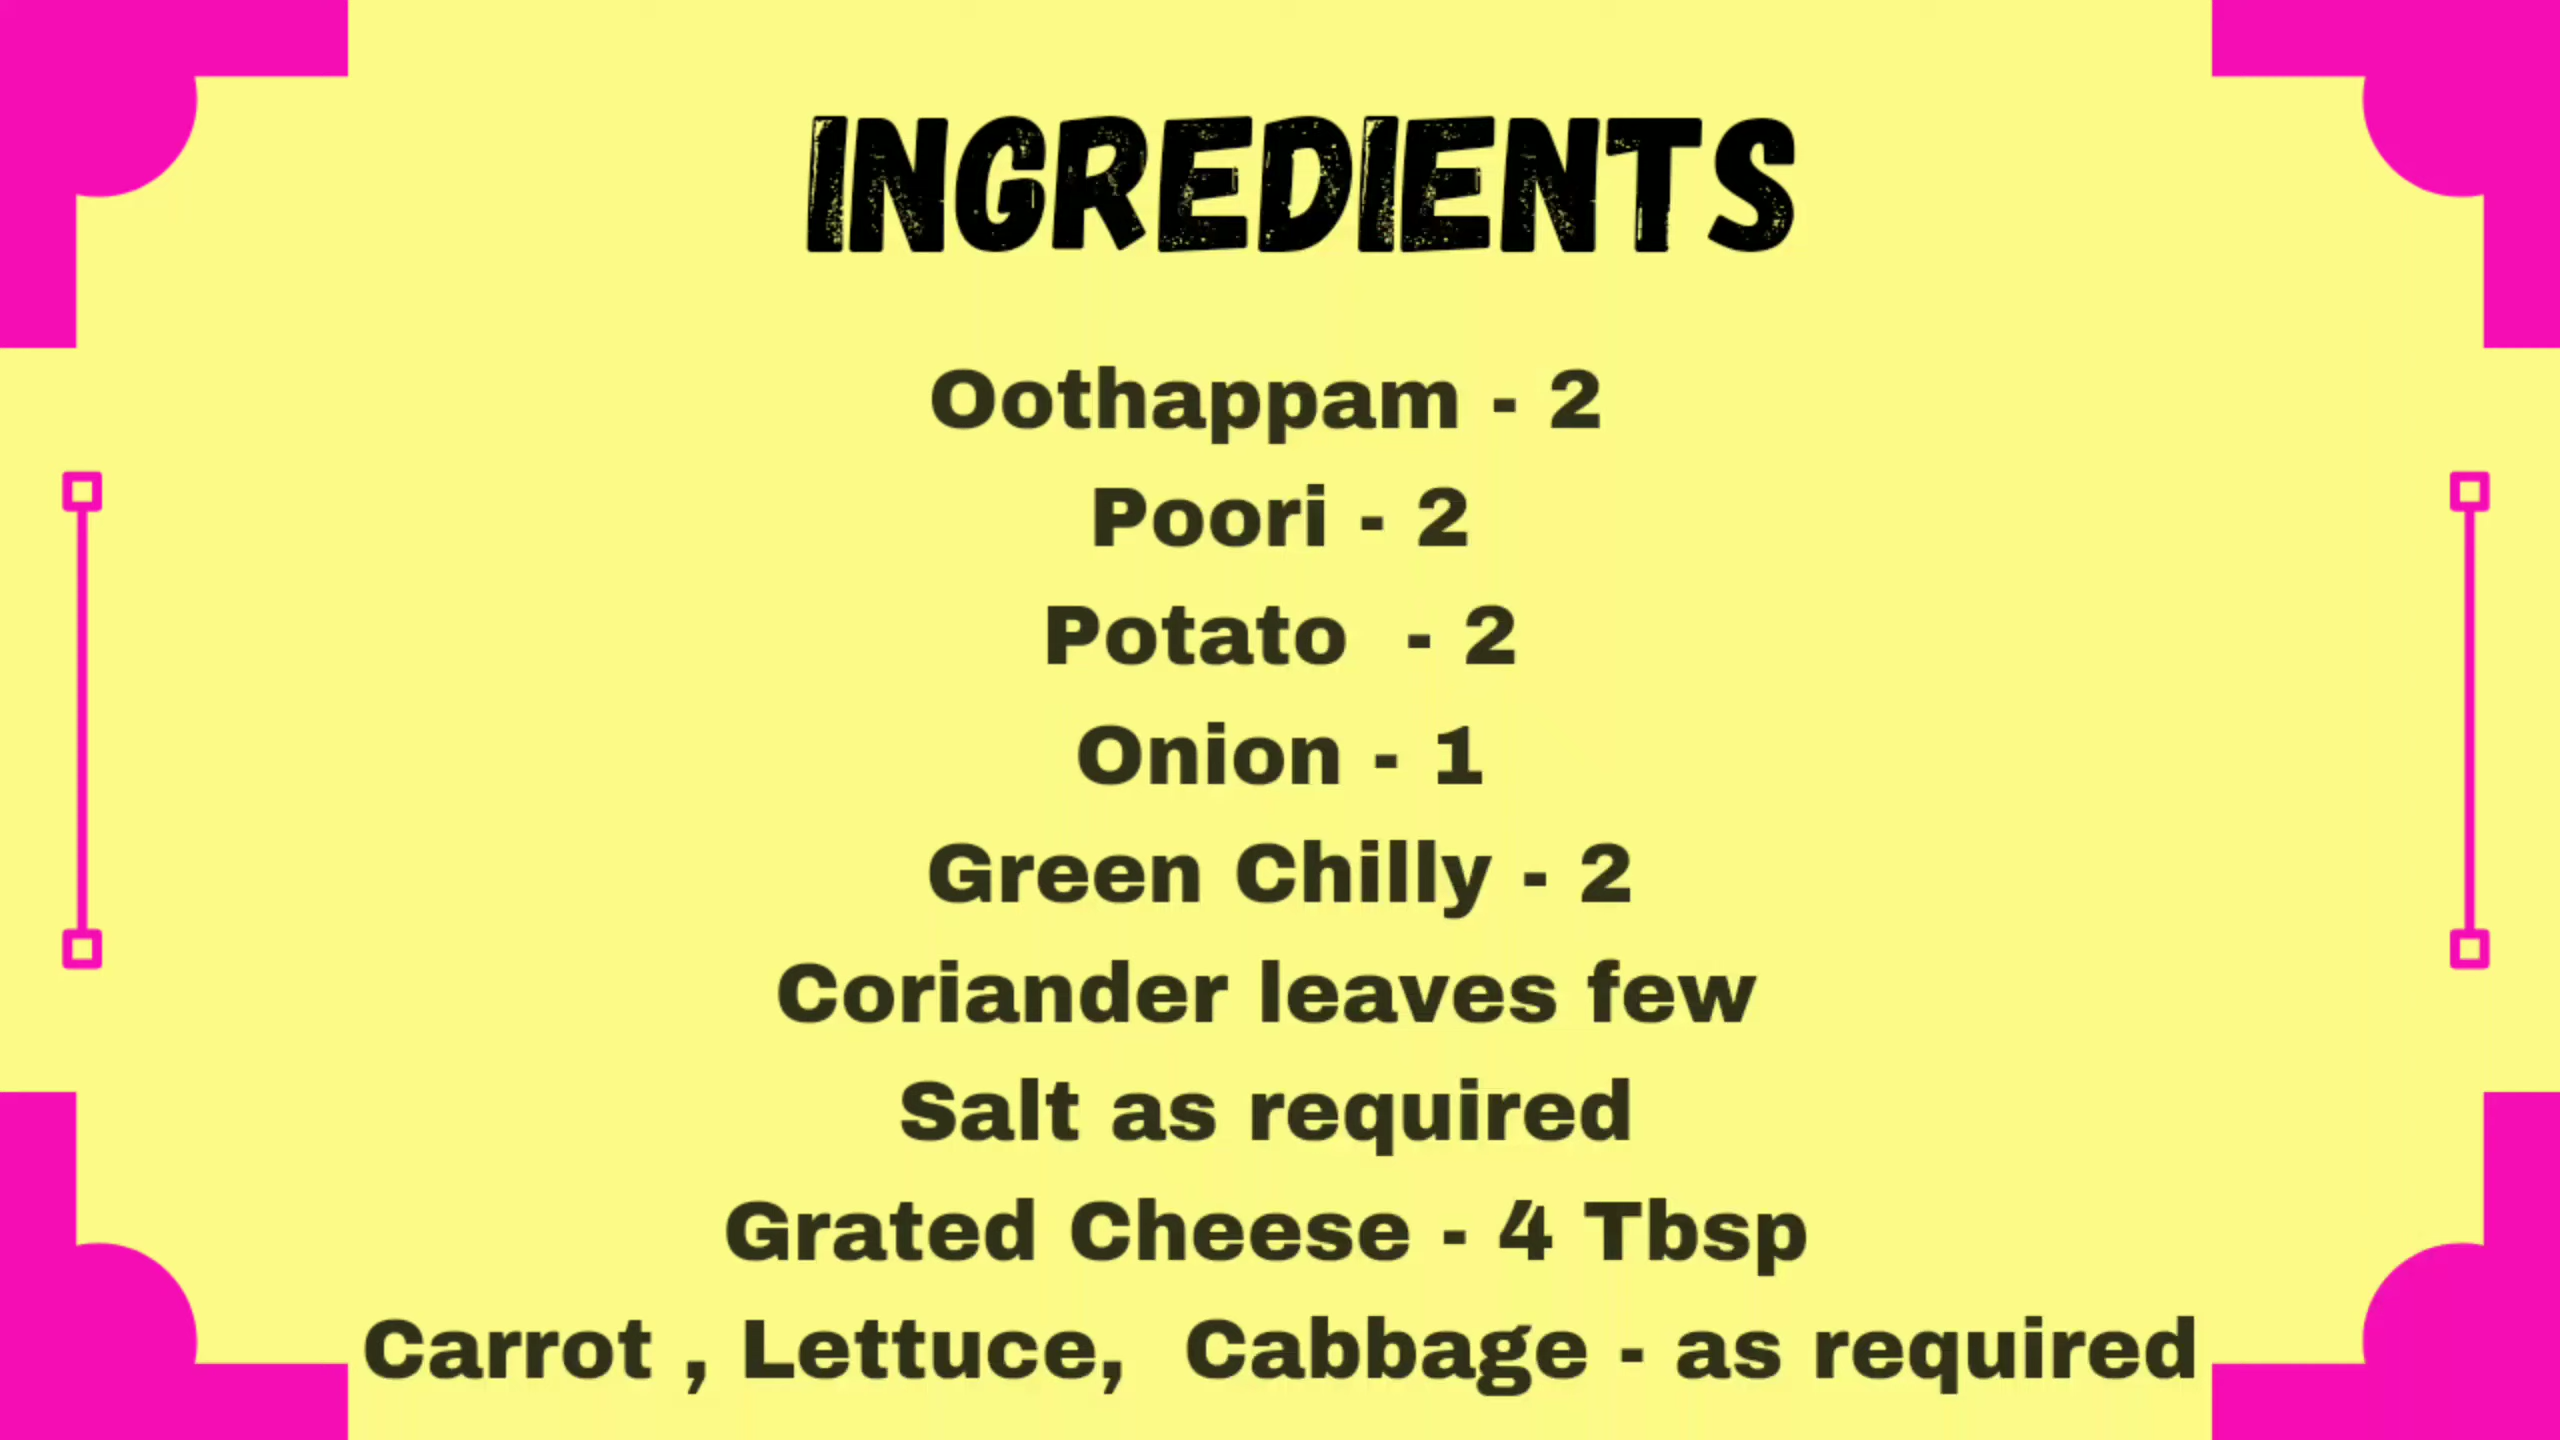 INGREDIENTS
Oothappam - 2
Poori - 2
Potato  - 2
Onion - 1
Green Chilly - 2
Coriander leaves few
Salt as required
Grated Cheese - 4 Tbsp
Carrot , Lettuce,  Cabbage - as required